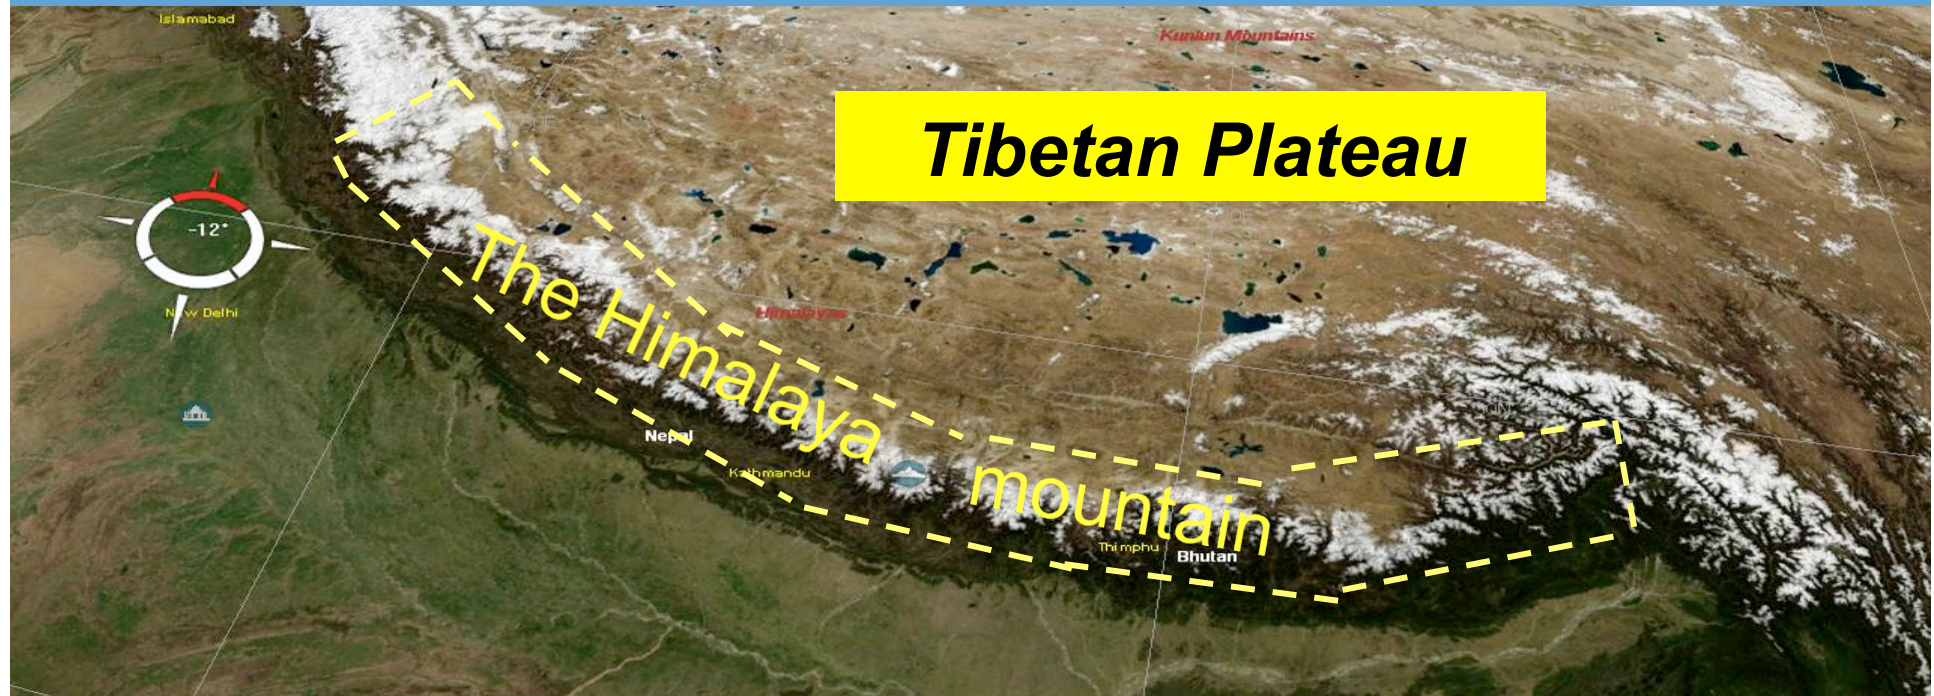 Islamabad
Kunlun Mountains
Tibetan Plateau
-12°
New Delhi
Himalayas
The Himalaya
mountain
Nepal
Kathmandu
Thimphu
Bhutan